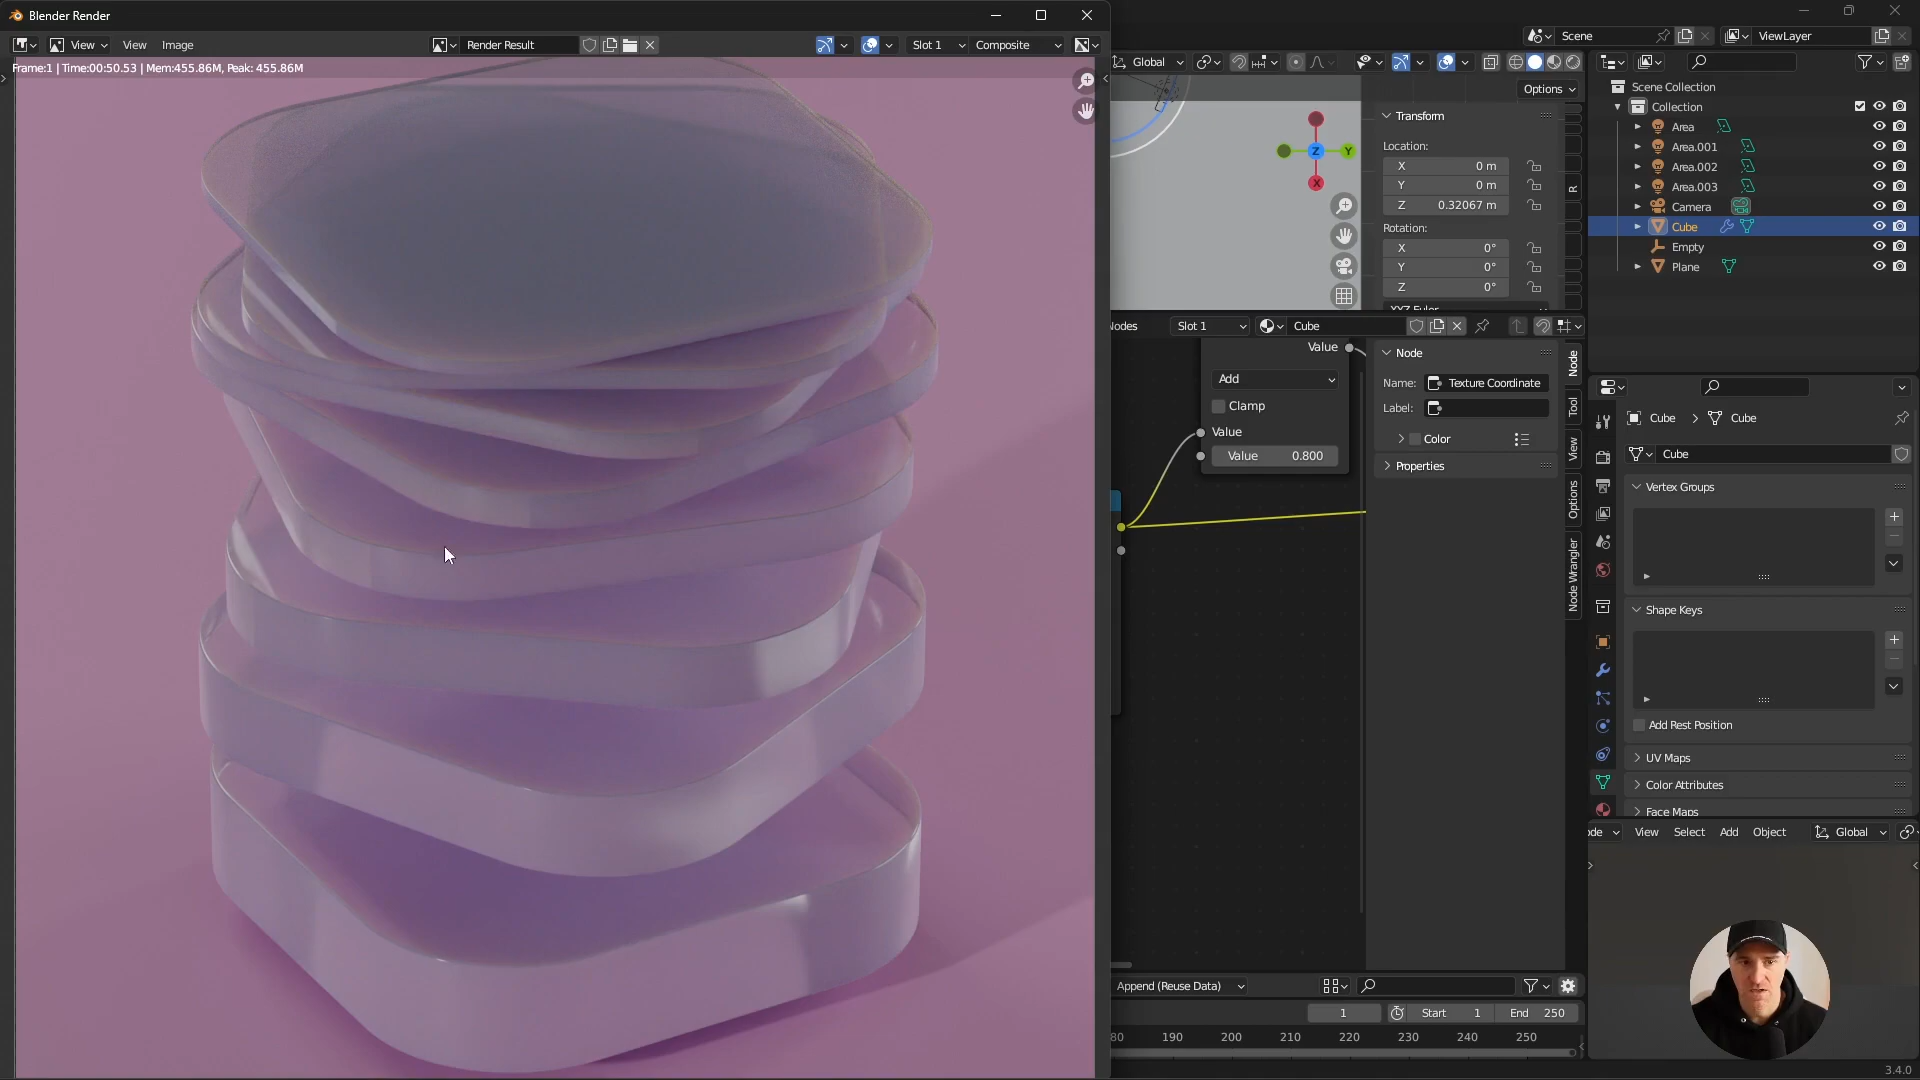 Blender Render
View
View
Image
Render Result
Slot 1
Composite
Frame:1 | Time:00:50.53 | Mem:455.86M, Peak: 455.86M
Scene
ViewLayer
Global
Options
Z
Y
X
Transform
Location:
X 0 m
Y 0 m
Z 0.32067 m
Rotation:
X 0°
Y 0°
Z 0°
XYZ Euler
R
Scene Collection
Collection
Area
Area.001
Area.002
Area.003
Camera
Cube
Empty
Plane
Nodes
Slot 1
Cube
Value
Add
Clamp
Value
Value 0.800
Node
Name: Texture Coordinate
Label:
Color
Properties
Node
Tool
View
Options
Node Wrangler
Cube
Cube
Cube
Vertex Groups
Shape Keys
Add Rest Position
UV Maps
Color Attributes
Face Maps
View
Select
Add
Object
Global
Append (Reuse Data)
1
Start 1
End 250
80
190
200
210
220
230
240
250
3.4.0